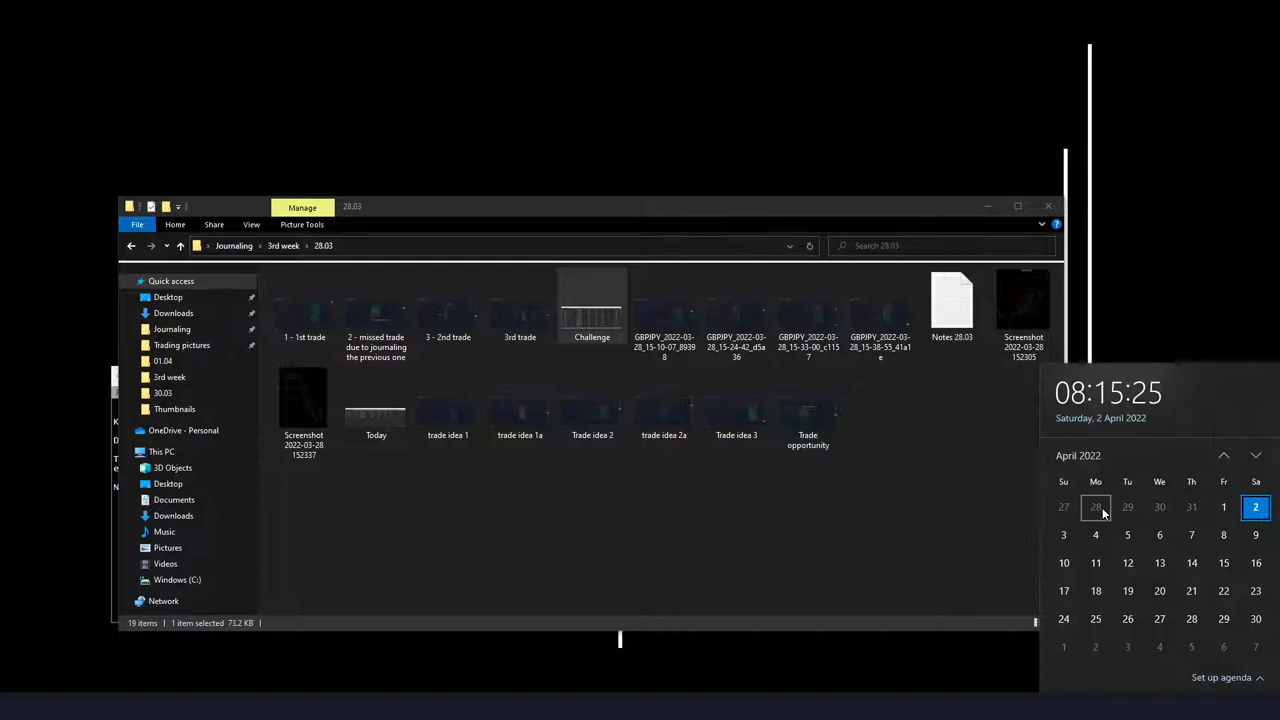 Manage
28.03
File
Home
Share
View
Picture Tools
Journaling
3rd week
28.03
Search 28.03
Quick access
Desktop
Downloads
Journaling
Trading pictures
01.04
3rd week
30.03
Thumbnails
OneDrive - Personal
This PC
3D Objects
Desktop
Documents
Downloads
Music
Pictures
Videos
Windows (C:)
Network
1 - 1st trade
2 - missed trade
due to journaling
the previous one
3 - 2nd trade
3rd trade
Challenge
GBPJPY_2022-03-
28_15-10-07_8939
8
GBPJPY_2022-03-
28_15-24-42_d5a
36
GBPJPY_2022-03-
28_15-33-00_c115
7
GBPJPY_2022-03-
28_15-38-55_41a1
e
Notes 28.03
Screenshot
2022-03-28
152305
Screenshot
2022-03-28
152337
Today
trade idea 1
trade idea 1a
Trade idea 2
trade idea 2a
Trade idea 3
Trade
opportunity
19 items
1 item selected 73.2 KB
08:15:25
Saturday, 2 April 2022
April 2022
Su Mo Tu We Th Fr Sa
27 28 29 30 31 1 2
3 4 5 6 7 8 9
10 11 12 13 14 15 16
17 18 19 20 21 22 23
24 25 26 27 28 29 30
1 2 3 4 5 6 7
Set up agenda